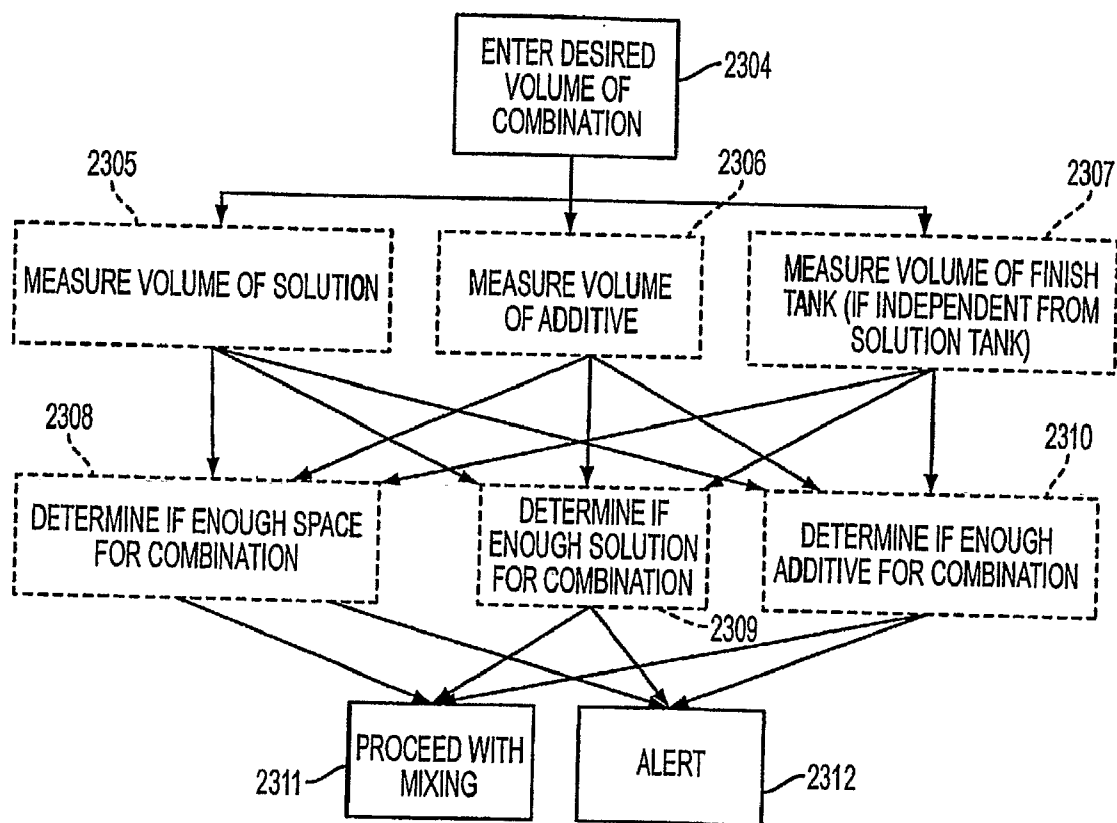 ENTER DESIRED
VOLUME OF
COMBINATION
2304
2305
2306
2307
MEASURE VOLUME OF SOLUTION
MEASURE VOLUME
OF ADDITIVE
MEASURE VOLUME OF FINISH
TANK (IF INDEPENDENT FROM
SOLUTION TANK)
2308
2310
DETERMINE IF ENOUGH SPACE
FOR COMBINATION
DETERMINE IF
ENOUGH SOLUTION
FOR COMBINATION
DETERMINE IF ENOUGH
ADDITIVE FOR COMBINATION
2309
PROCEED WITH
MIXING
2311
ALERT
2312